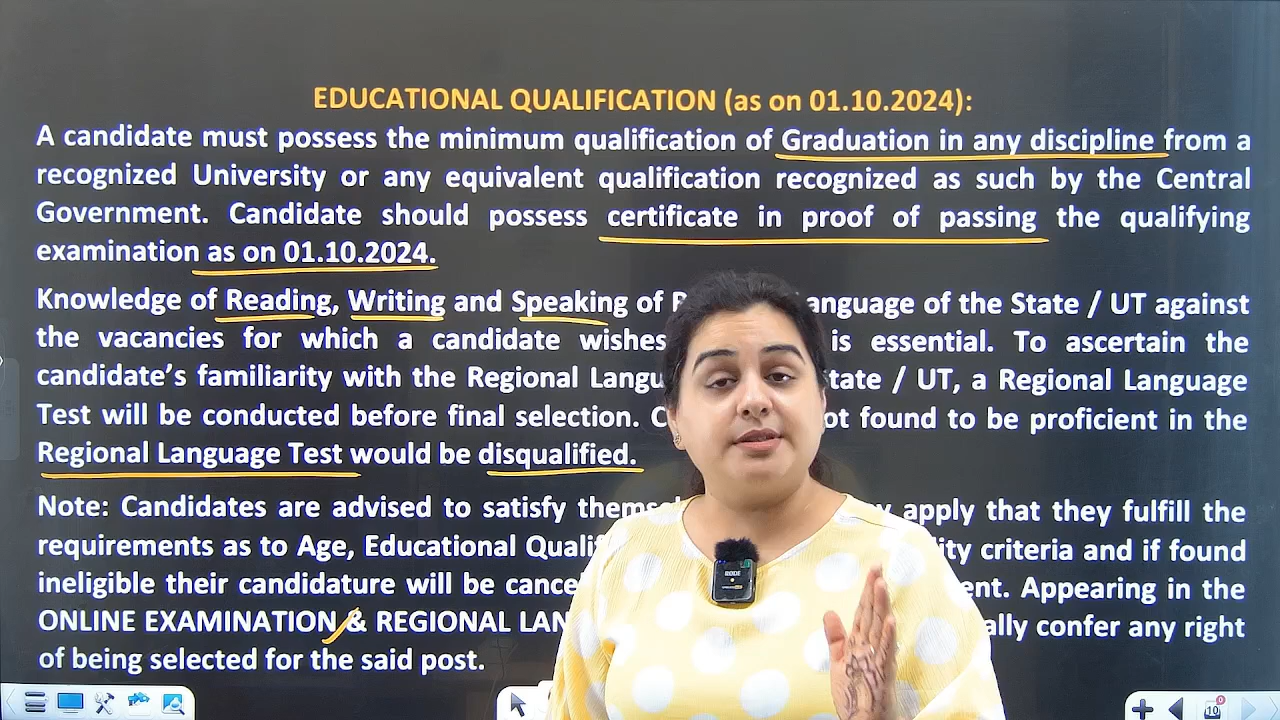 EDUCATIONAL QUALIFICATION (as on 01.10.2024):
A candidate must possess the minimum qualification of Graduation in any discipline from a
recognized University or any equivalent qualification recognized as such by the Central
Government. Candidate should possess certificate in proof of passing the qualifying
examination as on 01.10.2024.
Knowledge of Reading, Writing and Speaking of anguage of the State / UT against
the vacancies for which a candidate wishes is essential. To ascertain the
candidate's familiarity with the Regional Langu tate / UT, a Regional Language
Test will be conducted before final selection. C ot found to be proficient in the
Regional Language Test would be disqualified.
Note: Candidates are advised to satisfy thems y apply that they fulfill the
requirements as to Age, Educational Qualif ity criteria and if found
ineligible their candidature will be cance ent. Appearing in the
ONLINE EXAMINATION & REGIONAL LAN ally confer any right
of being selected for the said post.
RØDE
10